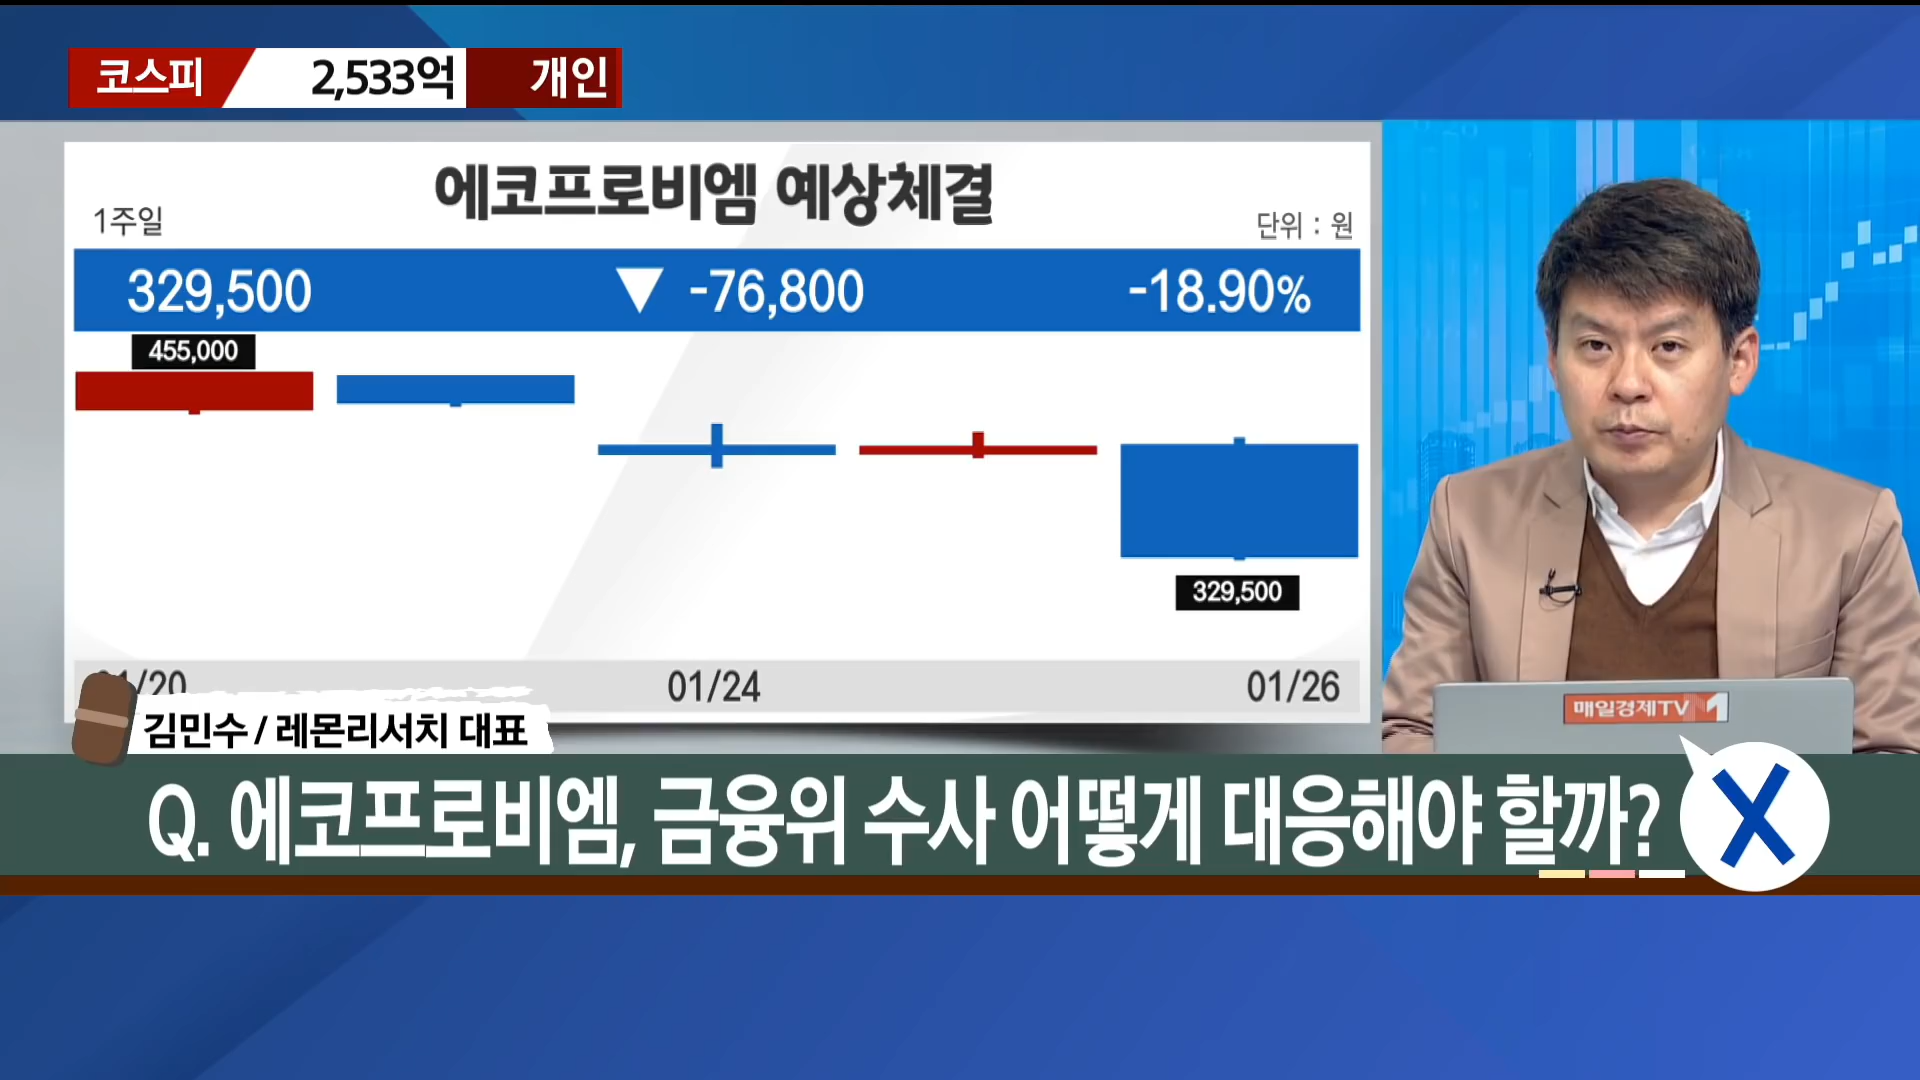 코스피 2,533억 개인
에코프로비엠 예상체결
1주일
단위 : 원
329,500 ▼ -76,800 -18.90%
455,000
329,500
/20 01/24 01/26
김민수 / 레몬리서치 대표
매일경제TV 1
Q. 에코프로비엠, 금융위 수사 어떻게 대응해야 할까?
X